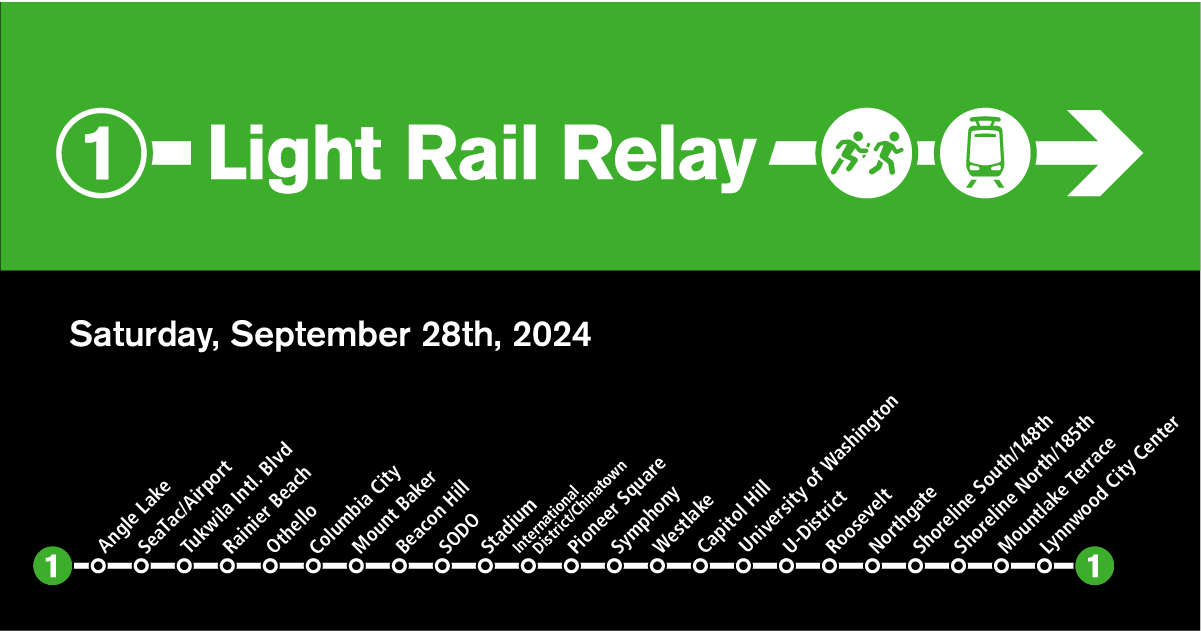 1 Light Rail Relay
Saturday, September 28th, 2024
Angle Lake
SeaTac/Airport
Tukwila Intl. Blvd
Rainier Beach
Othello
Columbia City
Mount Baker
Beacon Hill
SODO
Stadium
International
District/Chinatown
Pioneer Square
Symphony
Westlake
Capitol Hill
University of Washington
U-District
Roosevelt
Northgate
Shoreline South/148th
Shoreline North/185th
Mountlake Terrace
Lynnwood City Center
1
1